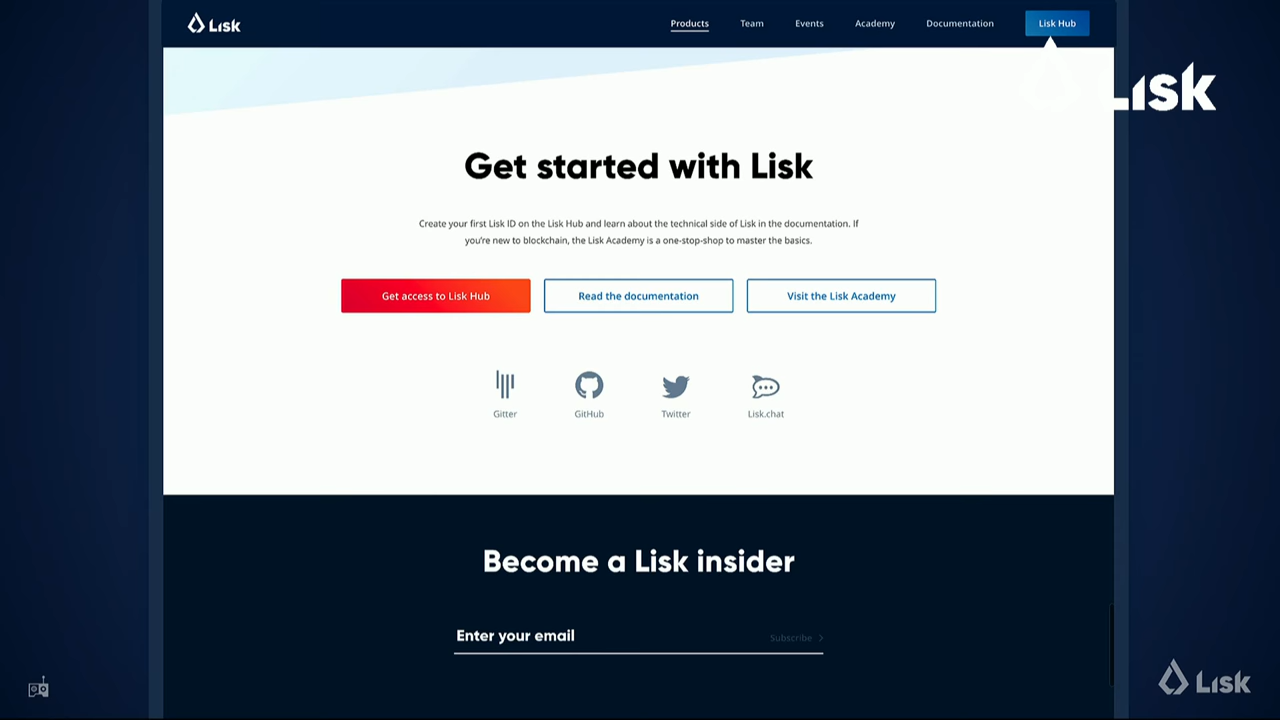 Lisk
Products Team Events Academy Documentation Lisk Hub
Lisk
Get started with Lisk
Create your first Lisk ID on the Lisk Hub and learn about the technical side of Lisk in the documentation. If
you're new to blockchain, the Lisk Academy is a one-stop-shop to master the basics.
Get access to Lisk Hub Read the documentation Visit the Lisk Academy
Gitter GitHub Twitter Lisk.chat
Become a Lisk insider
Enter your email Subscribe
Lisk